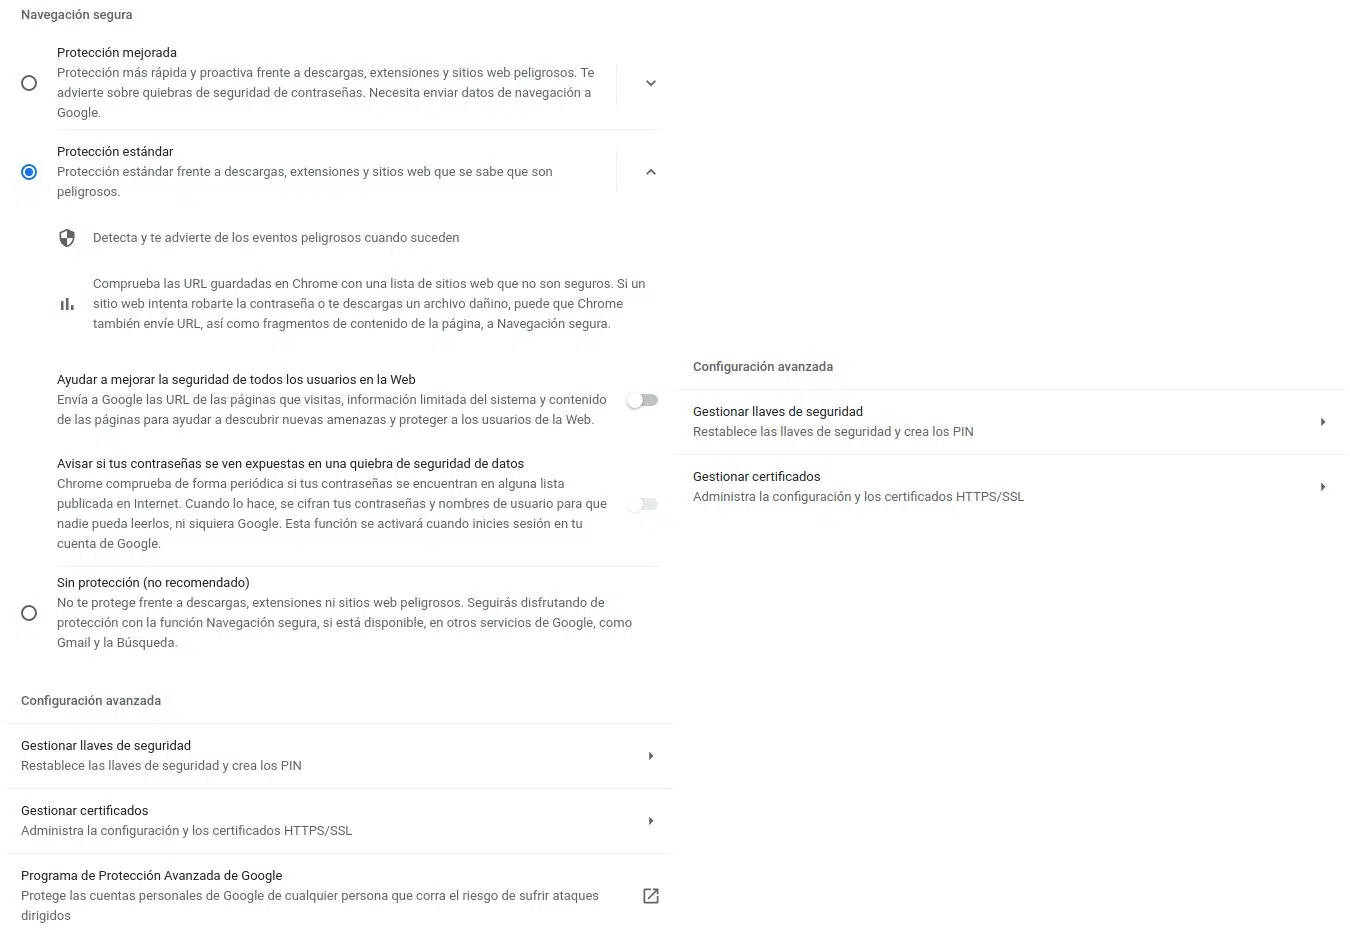 Navegación segura
Protección mejorada
Protección más rápida y proactiva frente a descargas, extensiones y sitios web peligrosos. Te
advierte sobre quiebras de seguridad de contraseñas. Necesita enviar datos de navegación a
Google.
Protección estándar
Protección estándar frente a descargas, extensiones y sitios web que se sabe que son
peligrosos.
Detecta y te advierte de los eventos peligrosos cuando suceden
Comprueba las URL guardadas en Chrome con una lista de sitios web que no son seguros. Si un
sitio web intenta robarte la contraseña o te descargas un archivo dañino, puede que Chrome
también envíe URL, así como fragmentos de contenido de la página, a Navegación segura.
Ayudar a mejorar la seguridad de todos los usuarios en la Web
Envía a Google las URL de las páginas que visitas, información limitada del sistema y contenido
de las páginas para ayudar a descubrir nuevas amenazas y proteger a los usuarios de la Web.
Avisar si tus contraseñas se ven expuestas en una quiebra de seguridad de datos
Chrome comprueba de forma periódica si tus contraseñas se encuentran en alguna lista
publicada en Internet. Cuando lo hace, se cifran tus contraseñas y nombres de usuario para que
nadie pueda leerlos, ni siquiera Google. Esta función se activará cuando inicies sesión en tu
cuenta de Google.
Sin protección (no recomendado)
No te protege frente a descargas, extensiones ni sitios web peligrosos. Seguirás disfrutando de
protección con la función Navegación segura, si está disponible, en otros servicios de Google, como
Gmail y la Búsqueda.
Configuración avanzada
Gestionar llaves de seguridad
Restablece las llaves de seguridad y crea los PIN
Gestionar certificados
Administra la configuración y los certificados HTTPS/SSL
Programa de Protección Avanzada de Google
Protege las cuentas personales de Google de cualquier persona que corra el riesgo de sufrir ataques
dirigidos
Configuración avanzada
Gestionar llaves de seguridad
Restablece las llaves de seguridad y crea los PIN
Gestionar certificados
Administra la configuración y los certificados HTTPS/SSL